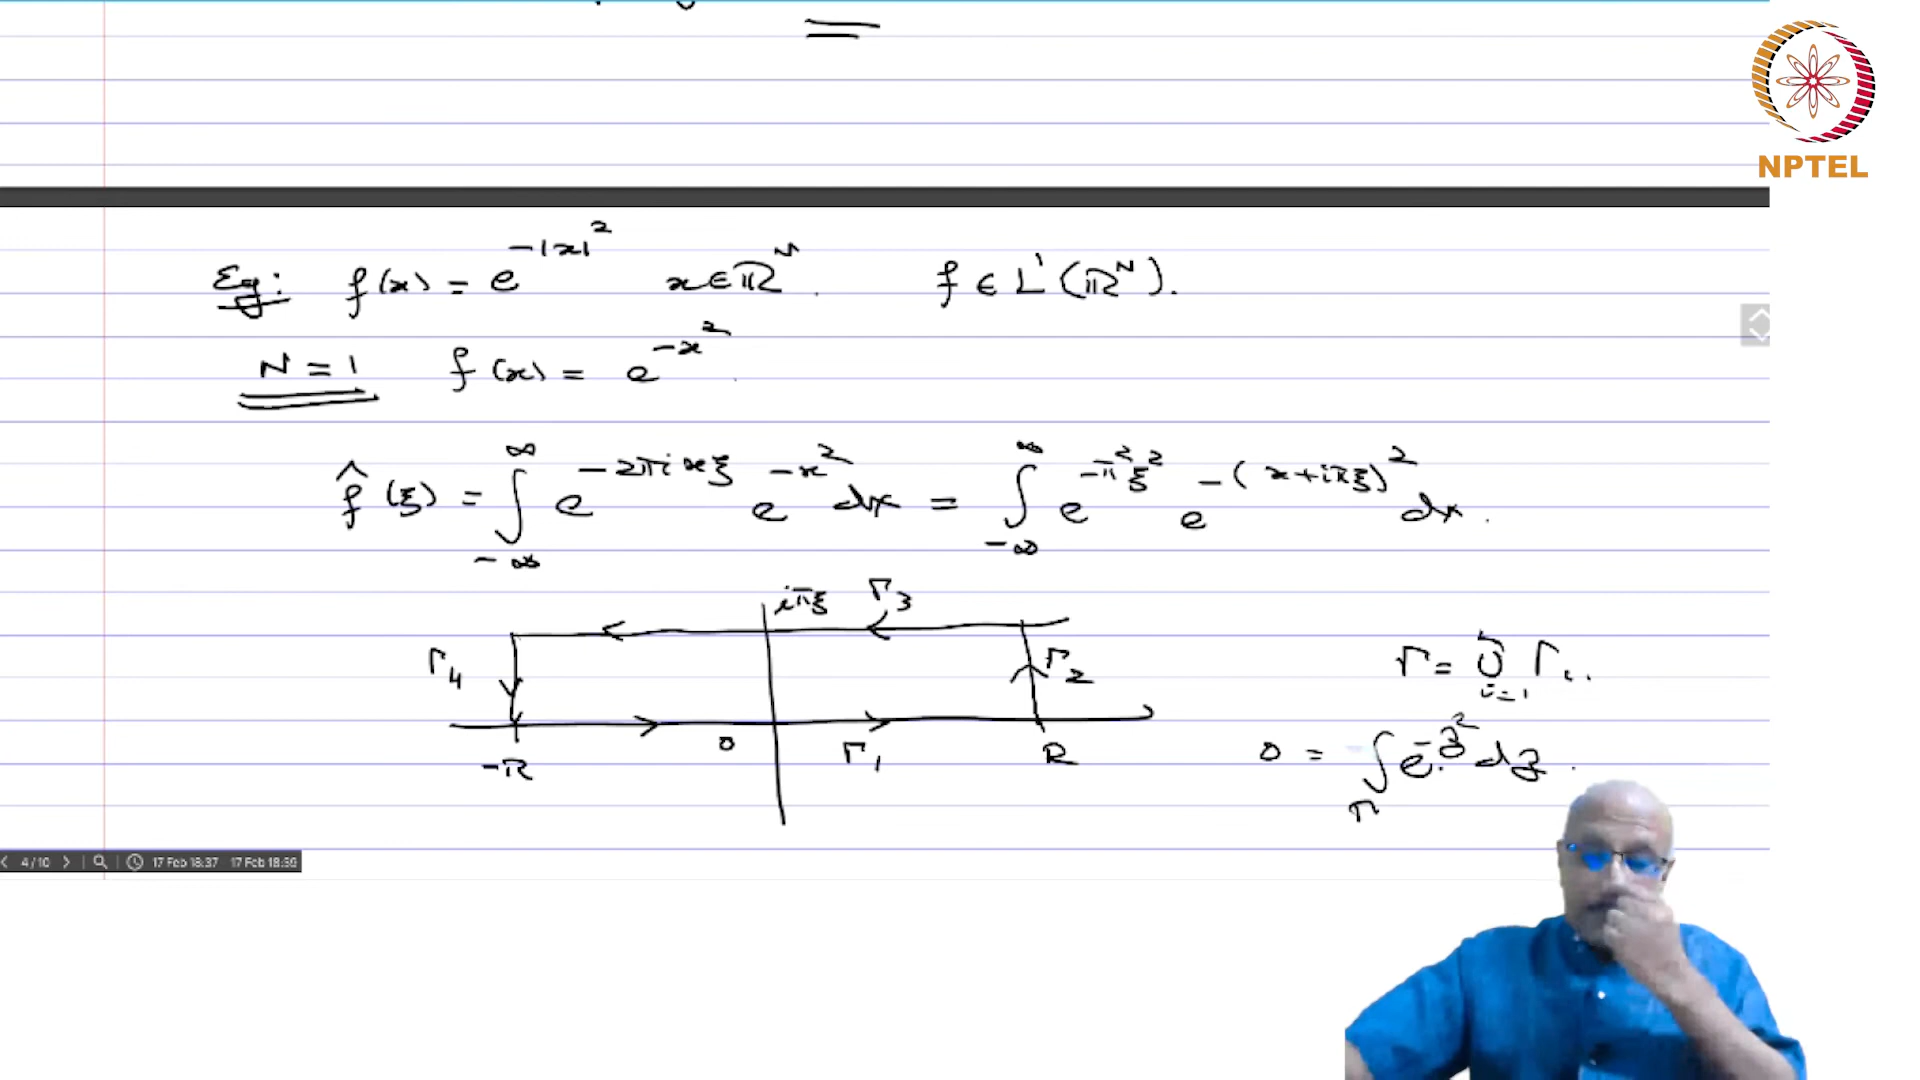 NPTEL
Eg: f(x) = e^{-|x|^2} x ∈ ℝ^N. f ∈ L^1(ℝ^N).
N = 1 f(x) = e^{-x^2}.
f̂(ξ) = ∫_{-∞}^{∞} e^{-2πixξ} e^{-x^2} dx = ∫_{-∞}^{∞} e^{-π^2ξ^2} e^{-(x+iπξ)^2} dx.
iπξ Γ_3
Γ_4 Γ_2 Γ = ∪_{i=1}^{4} Γ_i.
-R 0 Γ_1 R 0 = ∫_Γ e^{-z^2} dz.
4/10 17 Feb 18:37 17 Feb 18:39